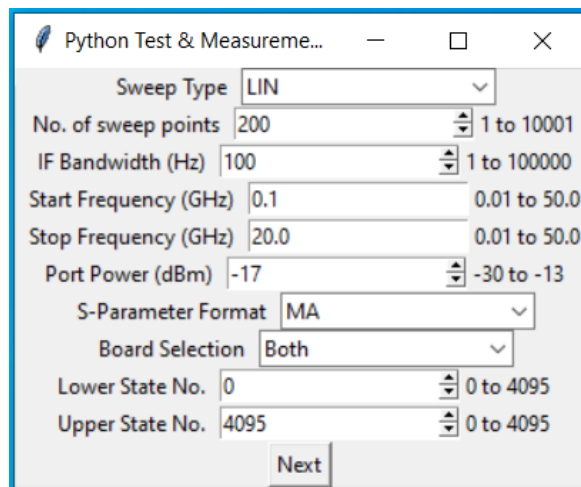 Python Test & Measureme...
Sweep Type LIN
No. of sweep points 200 1 to 10001
IF Bandwidth (Hz) 100 1 to 100000
Start Frequency (GHz) 0.1 0.01 to 50.0
Stop Frequency (GHz) 20.0 0.01 to 50.0
Port Power (dBm) -17 -30 to -13
S-Parameter Format MA
Board Selection Both
Lower State No. 0 0 to 4095
Upper State No. 4095 0 to 4095
Next